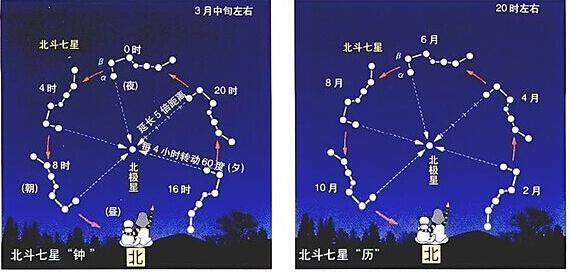 3月中旬左右
北斗七星
0时
β
α
(夜)
4时
20时
延长5倍距离
每4小时转动60度
(夕)
8时
(朝)
北极星
16时
(昼)
北斗七星“钟”
北
20时左右
6月
北斗七星
β
α
8月
4月
北极星
10月
2月
北斗七星“历”
北